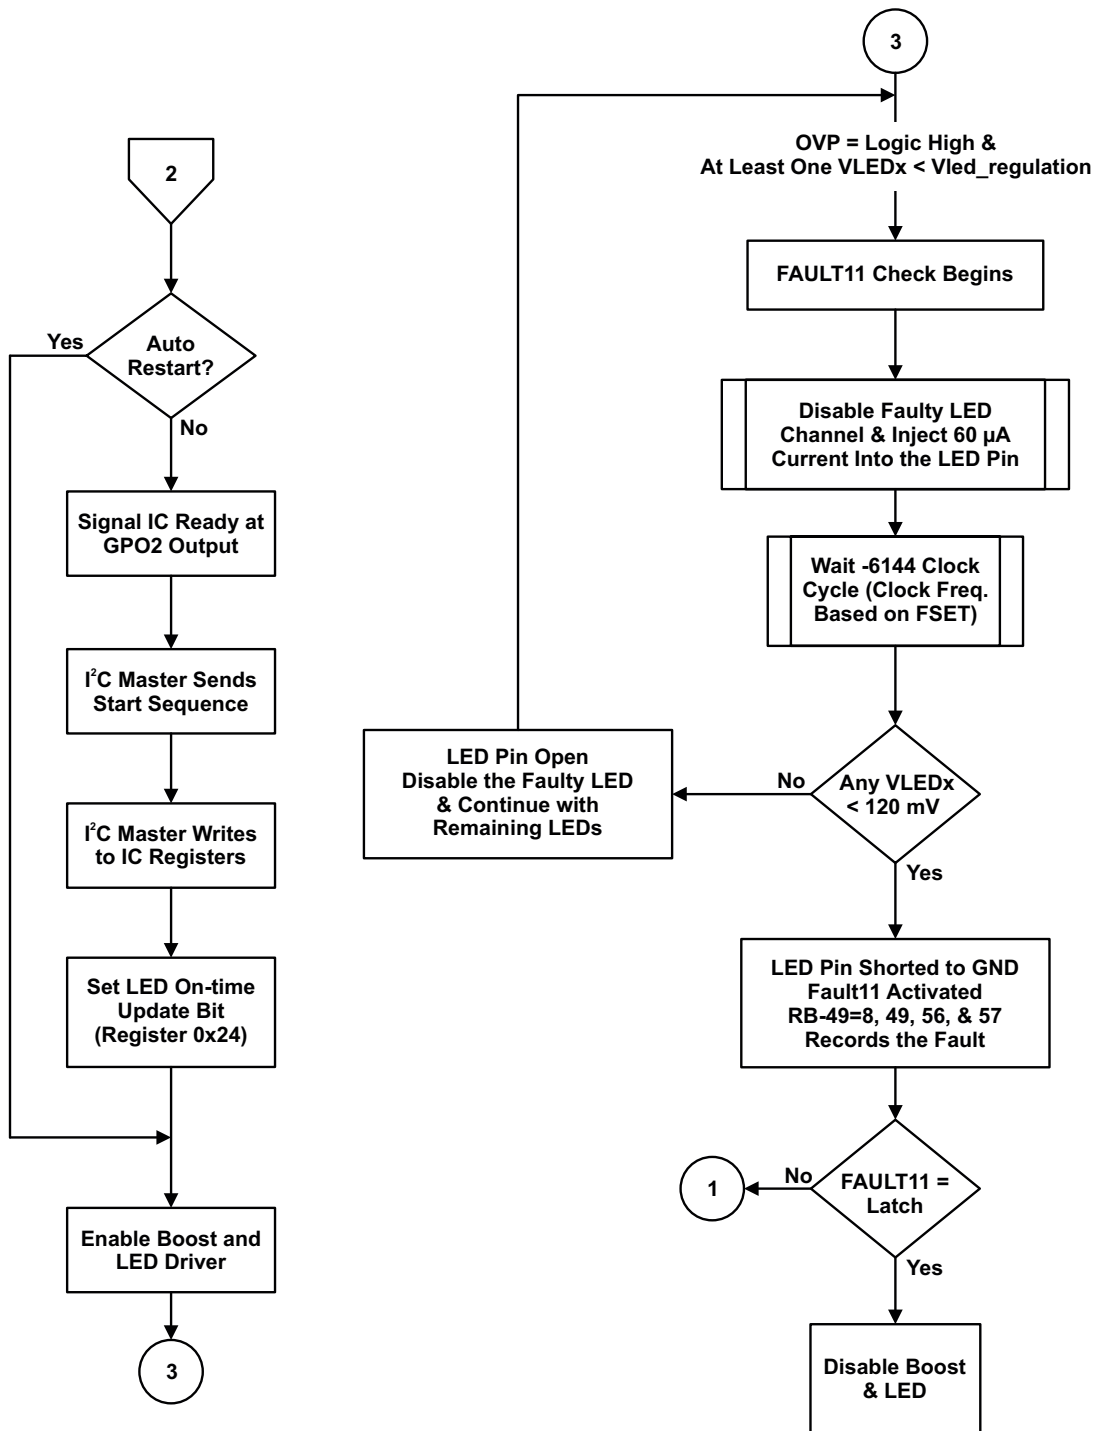 2
Auto
Restart?
Yes
No
Signal IC Ready at
GPO2 Output
I²C Master Sends
Start Sequence
I²C Master Writes
to IC Registers
Set LED On-time
Update Bit
(Register 0x24)
Enable Boost and
LED Driver
3
3
OVP = Logic High &
At Least One VLEDx < Vled_regulation
FAULT11 Check Begins
Disable Faulty LED
Channel & Inject 60 µA
Current Into the LED Pin
Wait -6144 Clock
Cycle (Clock Freq.
Based on FSET)
Any VLEDx
< 120 mV
No
LED Pin Open
Disable the Faulty LED
& Continue with
Remaining LEDs
Yes
LED Pin Shorted to GND
Fault11 Activated
RB-49=8, 49, 56, & 57
Records the Fault
FAULT11 =
Latch
No
1
Yes
Disable Boost
& LED